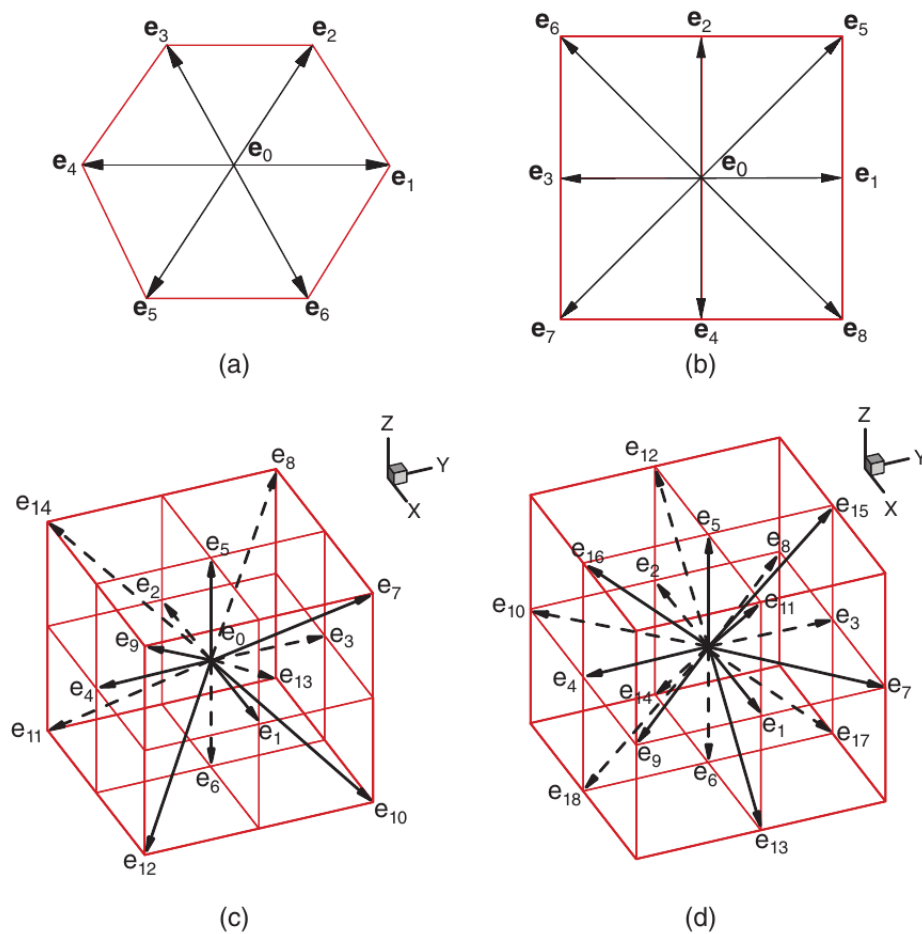 e3 e2
e4 e0 e1
e5 e6
(a)
e6 e2 e5
e3 e0 e1
e7 e4 e8
(b)
Z
Y
X
e8
e14
e5
e2 e7
e9 e0 e3
e4 e13
e11 e1
e6
e10
e12
(c)
Z
Y
X
e12
e15
e5
e16 e8
e2
e10 e11 e3
e4
e14 e7
e1
e9 e6 e17
e18
e13
(d)